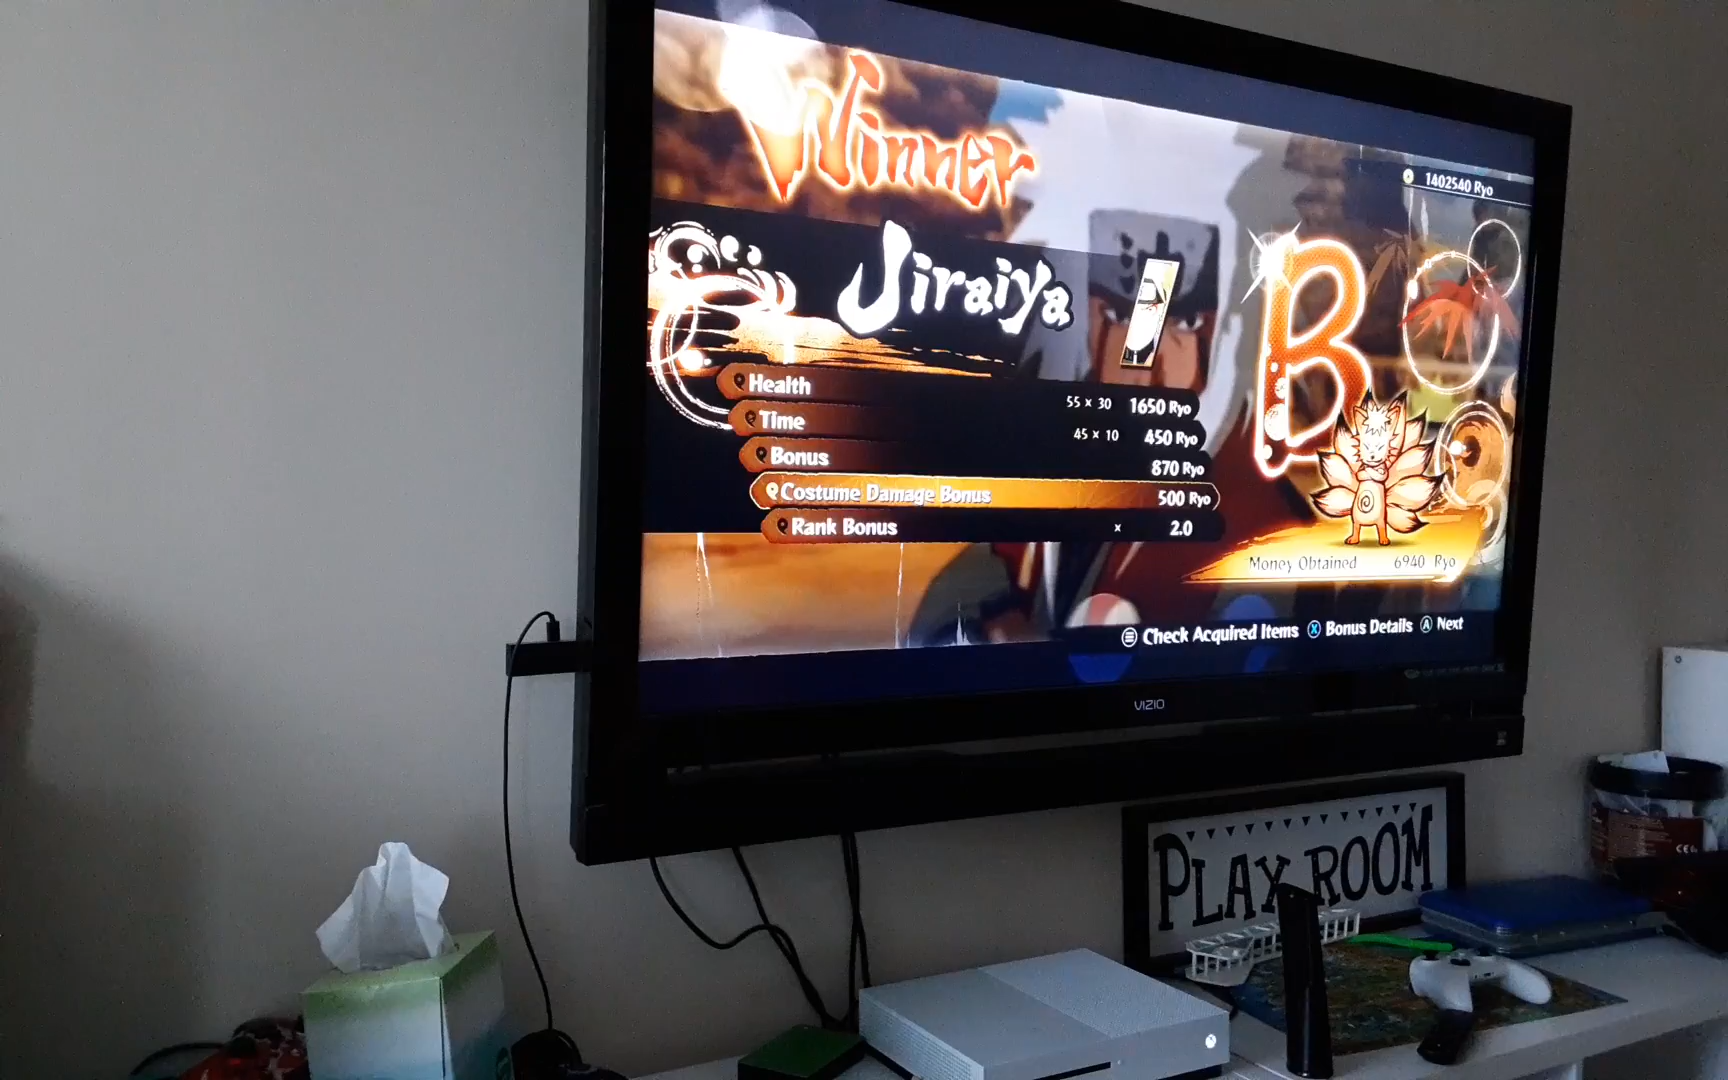 Winner
1402540 Ryo
Jiraiya
B
Health 55 x 30 1650 Ryo
Time 45 x 10 450 Ryo
Bonus 870 Ryo
Costume Damage Bonus 500 Ryo
Rank Bonus x 2.0
Money Obtained 6940 Ryo
Check Acquired Items X Bonus Details A Next
VIZIO
PLAY ROOM
CE